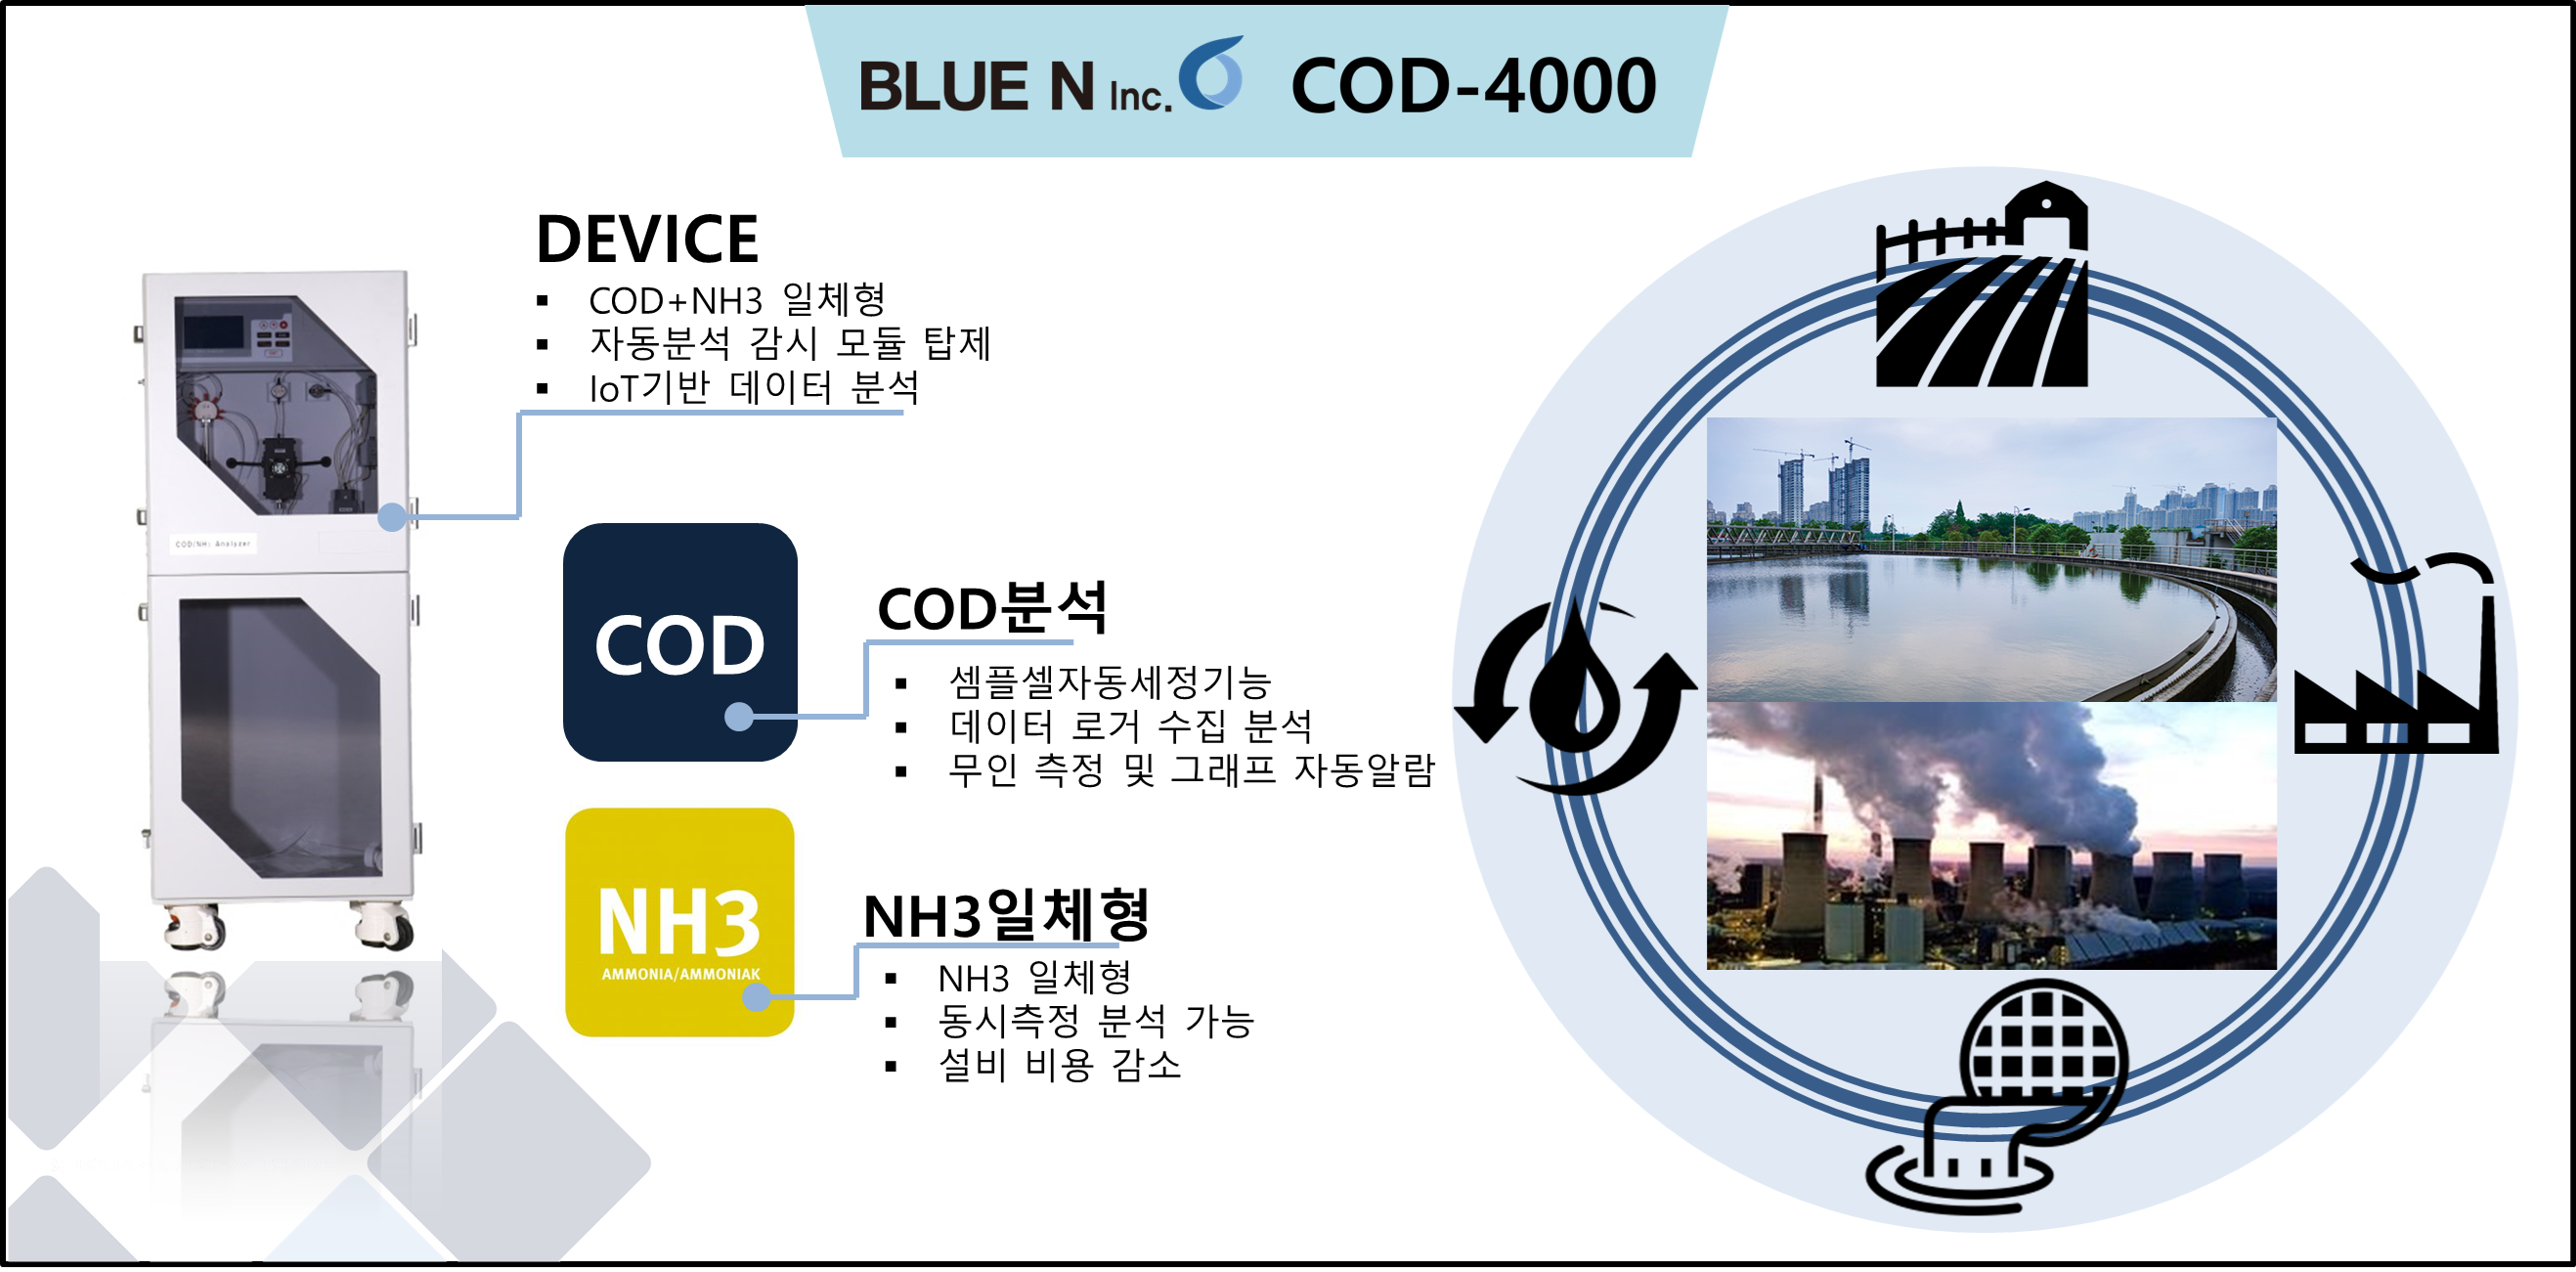 BLUE N Inc. COD-4000
DEVICE
▪ COD+NH3 일체형
▪ 자동분석 감시 모듈 탑제
▪ IoT기반 데이터 분석
COD/NH3 Analyzer
COD
COD분석
▪ 셈플셀자동세정기능
▪ 데이터 로거 수집 분석
▪ 무인 측정 및 그래프 자동알람
NH3
AMMONIA/AMMONIAK
NH3일체형
▪ NH3 일체형
▪ 동시측정 분석 가능
▪ 설비 비용 감소